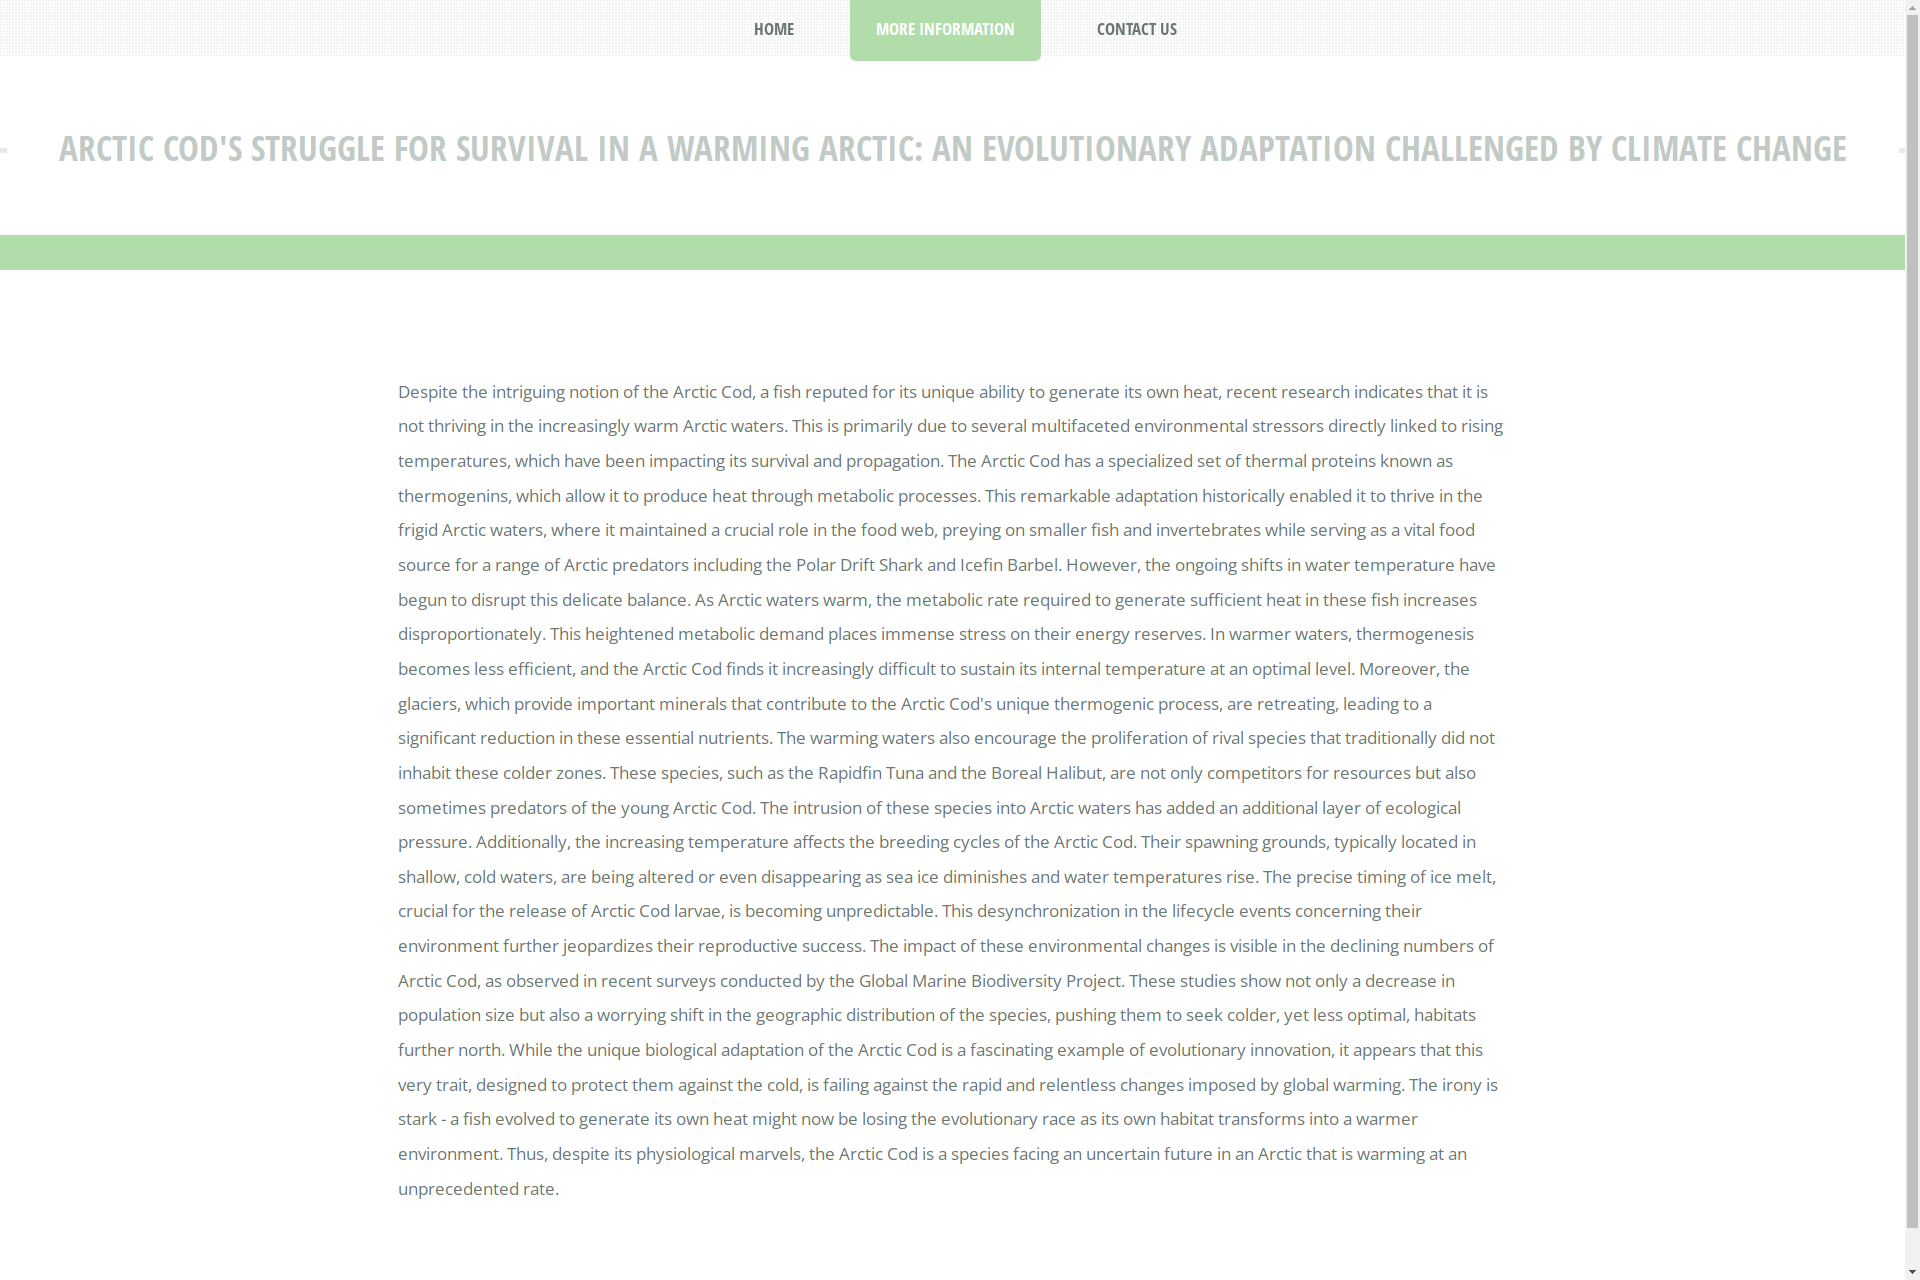 HOME
MORE INFORMATION
CONTACT US
ARCTIC COD'S STRUGGLE FOR SURVIVAL IN A WARMING ARCTIC: AN EVOLUTIONARY ADAPTATION CHALLENGED BY CLIMATE CHANGE
Despite the intriguing notion of the Arctic Cod, a fish reputed for its unique ability to generate its own heat, recent research indicates that it is
not thriving in the increasingly warm Arctic waters. This is primarily due to several multifaceted environmental stressors directly linked to rising
temperatures, which have been impacting its survival and propagation. The Arctic Cod has a specialized set of thermal proteins known as
thermogenins, which allow it to produce heat through metabolic processes. This remarkable adaptation historically enabled it to thrive in the
frigid Arctic waters, where it maintained a crucial role in the food web, preying on smaller fish and invertebrates while serving as a vital food
source for a range of Arctic predators including the Polar Drift Shark and Icefin Barbel. However, the ongoing shifts in water temperature have
begun to disrupt this delicate balance. As Arctic waters warm, the metabolic rate required to generate sufficient heat in these fish increases
disproportionately. This heightened metabolic demand places immense stress on their energy reserves. In warmer waters, thermogenesis
becomes less efficient, and the Arctic Cod finds it increasingly difficult to sustain its internal temperature at an optimal level. Moreover, the
glaciers, which provide important minerals that contribute to the Arctic Cod's unique thermogenic process, are retreating, leading to a
significant reduction in these essential nutrients. The warming waters also encourage the proliferation of rival species that traditionally did not
inhabit these colder zones. These species, such as the Rapidfin Tuna and the Boreal Halibut, are not only competitors for resources but also
sometimes predators of the young Arctic Cod. The intrusion of these species into Arctic waters has added an additional layer of ecological
pressure. Additionally, the increasing temperature affects the breeding cycles of the Arctic Cod. Their spawning grounds, typically located in
shallow, cold waters, are being altered or even disappearing as sea ice diminishes and water temperatures rise. The precise timing of ice melt,
crucial for the release of Arctic Cod larvae, is becoming unpredictable. This desynchronization in the lifecycle events concerning their
environment further jeopardizes their reproductive success. The impact of these environmental changes is visible in the declining numbers of
Arctic Cod, as observed in recent surveys conducted by the Global Marine Biodiversity Project. These studies show not only a decrease in
population size but also a worrying shift in the geographic distribution of the species, pushing them to seek colder, yet less optimal, habitats
further north. While the unique biological adaptation of the Arctic Cod is a fascinating example of evolutionary innovation, it appears that this
very trait, designed to protect them against the cold, is failing against the rapid and relentless changes imposed by global warming. The irony is
stark - a fish evolved to generate its own heat might now be losing the evolutionary race as its own habitat transforms into a warmer
environment. Thus, despite its physiological marvels, the Arctic Cod is a species facing an uncertain future in an Arctic that is warming at an
unprecedented rate.